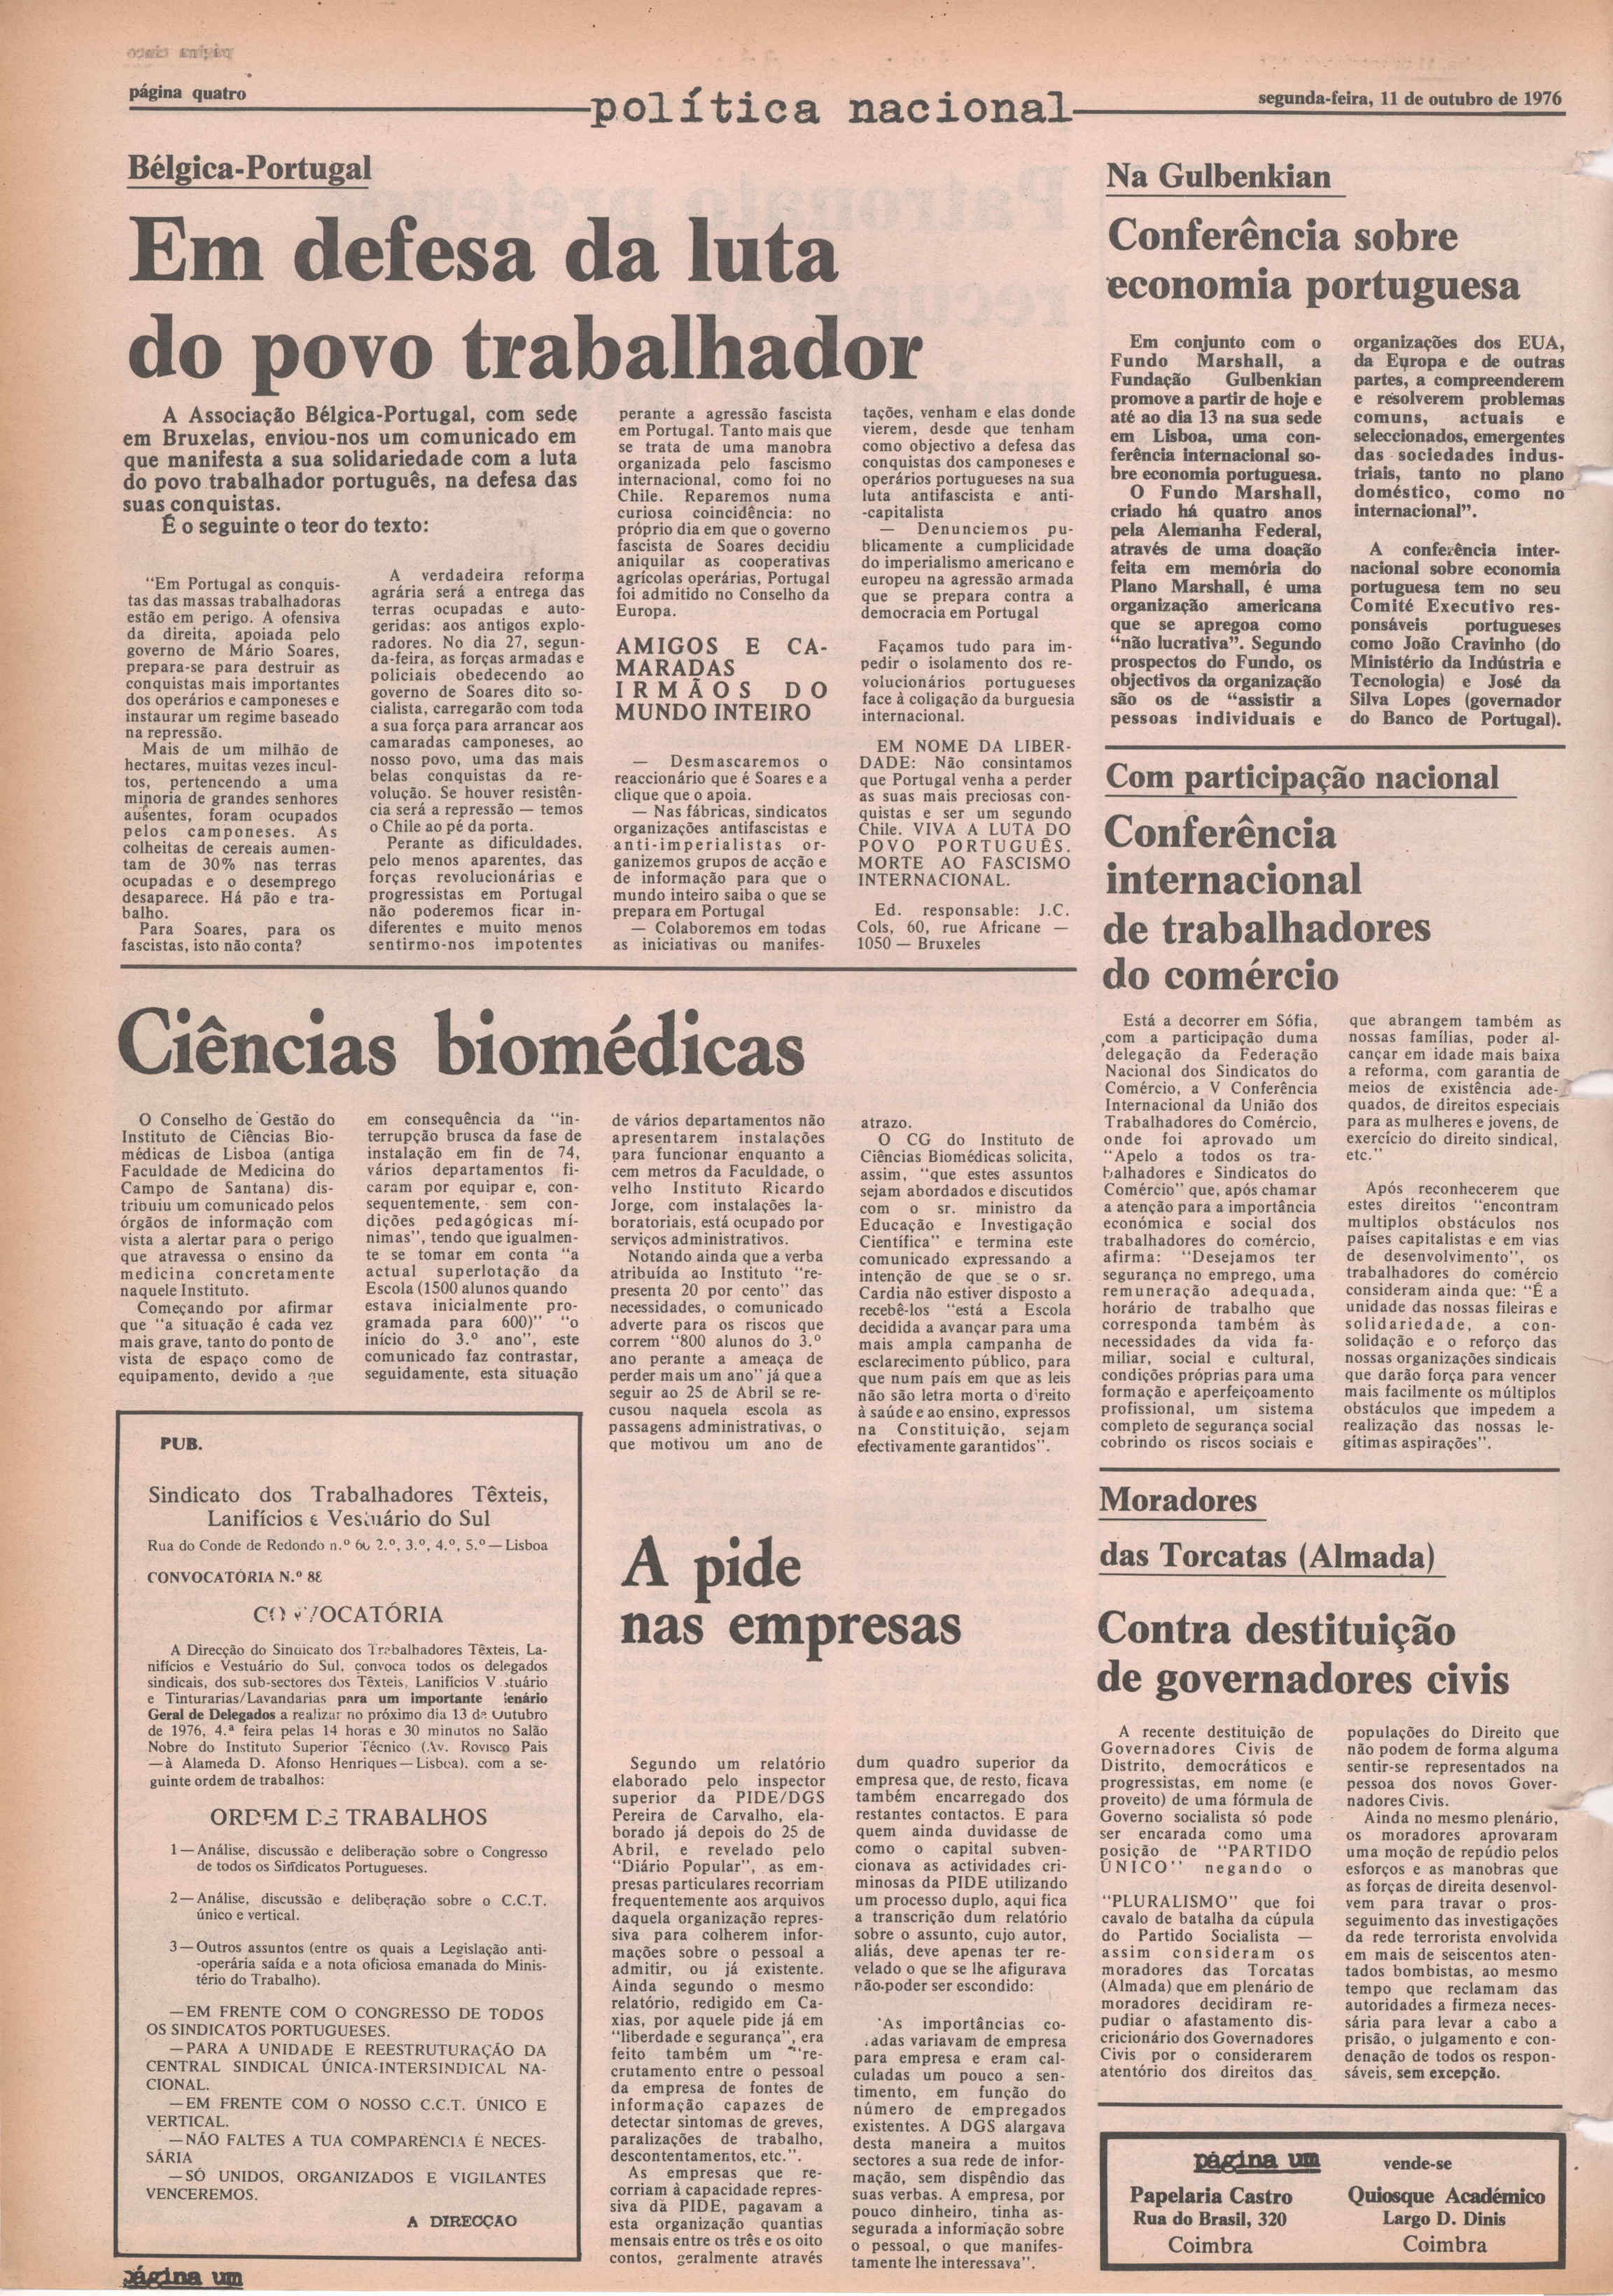 página quatro
política nacional
segunda-feira, 11 de outubro de 1976
Bélgica-Portugal
Em defesa da luta
do povo trabalhador
A Associação Bélgica-Portugal, com sede
em Bruxelas, enviou-nos um comunicado em
que manifesta a sua solidariedade com a luta
do povo trabalhador português, na defesa das
suas conquistas.
É o seguinte o teor do texto:
"Em Portugal as conquis-
tas das massas trabalhadoras
estão em perigo. A ofensiva
da direita, apoiada pelo
governo de Mário Soares,
prepara-se para destruir as
conquistas mais importantes
dos operários e camponeses e
instaurar um regime baseado
na repressão.
Mais de um milhão de
hectares, muitas vezes incul-
tos, pertencendo a uma
minoria de grandes senhores
ausentes, foram ocupados
pelos camponeses. As
colheitas de cereais aumen-
tam de 30% nas terras
ocupadas e o desemprego
desaparece. Há pão e tra-
balho.
Para Soares, para os
fascistas, isto não conta?
A verdadeira reforma
agrária será a entrega das
terras ocupadas e auto-
geridas: aos antigos explo-
radores. No dia 27, segun-
da-feira, as forças armadas e
policiais obedecendo ao
governo de Soares dito so-
cialista, carregarão com toda
a sua força para arrancar aos
camaradas camponeses, ao
nosso povo, uma das mais
belas conquistas da re-
volução. Se houver resistên-
cia será a repressão — temos
o Chile ao pé da porta.
Perante as dificuldades,
pelo menos aparentes, das
forças revolucionárias e
progressistas em Portugal
não poderemos ficar in-
diferentes e muito menos
sentirmo-nos impotentes
perante a agressão fascista
em Portugal. Tanto mais que
se trata de uma manobra
organizada pelo fascismo
internacional, como foi no
Chile. Reparemos numa
curiosa coincidência: no
próprio dia em que o governo
fascista de Soares decidiu
aniquilar as cooperativas
agrícolas operárias, Portugal
foi admitido no Conselho da
Europa.
AMIGOS E CA-
MARADAS
IRMÃOS DO
MUNDO INTEIRO
— Desmascaremos o
reaccionário que é Soares e a
clique que o apoia.
— Nas fábricas, sindicatos
organizações antifascistas e
anti-imperialistas or-
ganizemos grupos de acção e
de informação para que o
mundo inteiro saiba o que se
prepara em Portugal
— Colaboremos em todas
as iniciativas ou manifes-
tações, venham e elas donde
vierem, desde que tenham
como objectivo a defesa das
conquistas dos camponeses e
operários portugueses na sua
luta antifascista e anti-
-capitalista
— Denunciemos pu-
blicamente a cumplicidade
do imperialismo americano e
europeu na agressão armada
que se prepara contra a
democracia em Portugal
Façamos tudo para im-
pedir o isolamento dos re-
volucionários portugueses
face à coligação da burguesia
internacional.
EM NOME DA LIBER-
DADE: Não consintamos
que Portugal venha a perder
as suas mais preciosas con-
quistas e ser um segundo
Chile. VIVA A LUTA DO
POVO PORTUGUÊS.
MORTE AO FASCISMO
INTERNACIONAL.
Ed. responsable: J.C.
Cols, 60, rue Africane —
1050 — Bruxeles
Na Gulbenkian
Conferência sobre
economia portuguesa
Em conjunto com o
Fundo Marshall, a
Fundação Gulbenkian
promove a partir de hoje e
até ao dia 13 na sua sede
em Lisboa, uma con-
ferência internacional so-
bre economia portuguesa.
O Fundo Marshall,
criado há quatro anos
pela Alemanha Federal,
através de uma doação
feita em memória do
Plano Marshall, é uma
organização americana
que se apregoa como
"não lucrativa". Segundo
prospectos do Fundo, os
objectivos da organização
são os de "assistir a
pessoas individuais e
organizações dos EUA,
da Europa e de outras
partes, a compreenderem
e resolverem problemas
comuns, actuais e
seleccionados, emergentes
das sociedades indus-
triais, tanto no plano
doméstico, como no
internacional".
A conferência inter-
nacional sobre economia
portuguesa tem no seu
Comité Executivo res-
ponsáveis portugueses
como João Cravinho (do
Ministério da Indústria e
Tecnologia) e José da
Silva Lopes (governador
do Banco de Portugal).
Com participação nacional
Conferência
internacional
de trabalhadores
do comércio
Está a decorrer em Sófia,
com a participação duma
delegação da Federação
Nacional dos Sindicatos do
Comércio, a V Conferência
Internacional da União dos
Trabalhadores do Comércio,
onde foi aprovado um
"Apelo a todos os tra-
balhadores e Sindicatos do
Comércio" que, após chamar
a atenção para a importância
económica e social dos
trabalhadores do comércio,
afirma: "Desejamos ter
segurança no emprego, uma
remuneração adequada,
horário de trabalho que
corresponda também às
necessidades da vida fa-
miliar, social e cultural,
condições próprias para uma
formação e aperfeiçoamento
profissional, um sistema
completo de segurança social
cobrindo os riscos sociais e
que abrangem também as
nossas famílias, poder al-
cançar em idade mais baixa
a reforma, com garantia de
meios de existência ade-
quados, de direitos especiais
para as mulheres e jovens, de
exercício do direito sindical,
etc."
Após reconhecerem que
estes direitos "encontram
multiplos obstáculos nos
países capitalistas e em vias
de desenvolvimento", os
trabalhadores do comércio
consideram ainda que: "É a
unidade das nossas fileiras e
solidariedade, a con-
solidação e o reforço das
nossas organizações sindicais
que darão força para vencer
mais facilmente os múltiplos
obstáculos que impedem a
realização das nossas le-
gítimas aspirações".
Ciências biomédicas
O Conselho de Gestão do
Instituto de Ciências Bio-
médicas de Lisboa (antiga
Faculdade de Medicina do
Campo de Santana) dis-
tribuiu um comunicado pelos
órgãos de informação com
vista a alertar para o perigo
que atravessa o ensino da
medicina concretamente
naquele Instituto.
Começando por afirmar
que "a situação é cada vez
mais grave, tanto do ponto de
vista de espaço como de
equipamento, devido a que
em consequência da "in-
terrupção brusca da fase de
instalação em fin de 74,
vários departamentos fi-
caram por equipar e, con-
sequentemente, sem con-
dições pedagógicas mí-
nimas", tendo que igualmen-
te se tomar em conta "a
actual superlotação da
Escola (1500 alunos quando
estava inicialmente pro-
gramada para 600)" "o
início do 3.º ano", este
comunicado faz contrastar,
seguidamente, esta situação
de vários departamentos não
apresentarem instalações
para funcionar enquanto a
cem metros da Faculdade, o
velho Instituto Ricardo
Jorge, com instalações la-
boratoriais, está ocupado por
serviços administrativos.
Notando ainda que a verba
atribuída ao Instituto "re-
presenta 20 por cento" das
necessidades, o comunicado
adverte para os riscos que
correm "800 alunos do 3.º
ano perante a ameaça de
perder mais um ano" já que a
seguir ao 25 de Abril se re-
cusou naquela escola as
passagens administrativas, o
que motivou um ano de
atrazo.
O CG do Instituto de
Ciências Biomédicas solicita,
assim, "que estes assuntos
sejam abordados e discutidos
com o sr. ministro da
Educação e Investigação
Científica" e termina este
comunicado expressando a
intenção de que se o sr.
Cardia não estiver disposto a
recebê-los "está a Escola
decidida a avançar para uma
mais ampla campanha de
esclarecimento público, para
que num país em que as leis
não são letra morta o direito
à saúde e ao ensino, expressos
na Constituição, sejam
efectivamente garantidos".
PUB.
Sindicato dos Trabalhadores Têxteis,
Lanifícios e Vestuário do Sul
Rua do Conde de Redondo n.º 60 2.º, 3.º, 4.º, 5.º — Lisboa
CONVOCATÓRIA N.º 88
CONVOCATÓRIA
A Direcção do Sindicato dos Trabalhadores Têxteis, La-
nifícios e Vestuário do Sul, convoca todos os delegados
sindicais, dos sub-sectores dos Têxteis, Lanifícios V stuário
e Tinturarias/Lavandarias para um importante lenário
Geral de Delegados a realizar no próximo dia 13 de Outubro
de 1976, 4.ª feira pelas 14 horas e 30 minutos no Salão
Nobre do Instituto Superior Técnico (Av. Rovisco Pais
— à Alameda D. Afonso Henriques — Lisboa), com a se-
guinte ordem de trabalhos:
ORDEM DE TRABALHOS
1 — Análise, discussão e deliberação sobre o Congresso
de todos os Sindicatos Portugueses.
2 — Análise, discussão e deliberação sobre o C.C.T.
único e vertical.
3 — Outros assuntos (entre os quais a Legislação anti-
-operária saída e a nota oficiosa emanada do Minis-
tério do Trabalho).
— EM FRENTE COM O CONGRESSO DE TODOS
OS SINDICATOS PORTUGUESES.
— PARA A UNIDADE E REESTRUTURAÇÃO DA
CENTRAL SINDICAL ÚNICA-INTERSINDICAL NA-
CIONAL.
— EM FRENTE COM O NOSSO C.C.T. ÚNICO E
VERTICAL.
— NÃO FALTES A TUA COMPARÊNCIA É NECES-
SÁRIA
— SÓ UNIDOS, ORGANIZADOS E VIGILANTES
VENCEREMOS.
A DIRECÇÃO
A pide
nas empresas
Segundo um relatório
elaborado pelo inspector
superior da PIDE/DGS
Pereira de Carvalho, ela-
borado já depois do 25 de
Abril, e revelado pelo
"Diário Popular", as em-
presas particulares recorriam
frequentemente aos arquivos
daquela organização repres-
siva para colherem infor-
mações sobre o pessoal a
admitir, ou já existente.
Ainda segundo o mesmo
relatório, redigido em Ca-
xias, por aquele pide já em
"liberdade e segurança", era
feito também um "re-
crutamento entre o pessoal
da empresa de fontes de
informação capazes de
detectar sintomas de greves,
paralizações de trabalho,
descontentamentos, etc.".
As empresas que re-
corriam à capacidade repres-
siva da PIDE, pagavam a
esta organização quantias
mensais entre os três e os oito
contos, geralmente através
dum quadro superior da
empresa que, de resto, ficava
também encarregado dos
restantes contactos. E para
quem ainda duvidasse de
como o capital subven-
cionava as actividades cri-
minosas da PIDE utilizando
um processo duplo, aqui fica
a transcrição dum relatório
sobre o assunto, cujo autor,
aliás, deve apenas ter re-
velado o que se lhe afigurava
não poder ser escondido:
"As importâncias co-
adas variavam de empresa
para empresa e eram cal-
culadas um pouco a sen-
timento, em função do
número de empregados
existentes. A DGS alargava
desta maneira a muitos
sectores a sua rede de infor-
mação, sem dispêndio das
suas verbas. A empresa, por
pouco dinheiro, tinha as-
segurada a informação sobre
o pessoal, o que manifes-
tamente lhe interessava".
Moradores
das Torcatas (Almada)
Contra destituição
de governadores civis
A recente destituição de
Governadores Civis de
Distrito, democráticos e
progressistas, em nome (e
proveito) de uma fórmula de
Governo socialista só pode
ser encarada como uma
posição de "PARTIDO
ÚNICO" negando o
"PLURALISMO" que foi
cavalo de batalha da cúpula
do Partido Socialista —
assim consideram os
moradores das Torcatas
(Almada) que em plenário de
moradores decidiram re-
pudiar o afastamento dis-
cricionário dos Governadores
Civis por o considerarem
atentório dos direitos das
populações do Direito que
não podem de forma alguma
sentir-se representados na
pessoa dos novos Gover-
nadores Civis.
Ainda no mesmo plenário,
os moradores aprovaram
uma moção de repúdio pelos
esforços e as manobras que
as forças de direita desenvol-
vem para travar o pros-
seguimento das investigações
da rede terrorista envolvida
em mais de seiscentos aten-
tados bombistas, ao mesmo
tempo que reclamam das
autoridades a firmeza neces-
sária para levar a cabo a
prisão, o julgamento e con-
denação de todos os respon-
sáveis, sem excepção.
página um
vende-se
Papelaria Castro
Rua do Brasil, 320
Coimbra
Quiosque Académico
Largo D. Dinis
Coimbra
página um